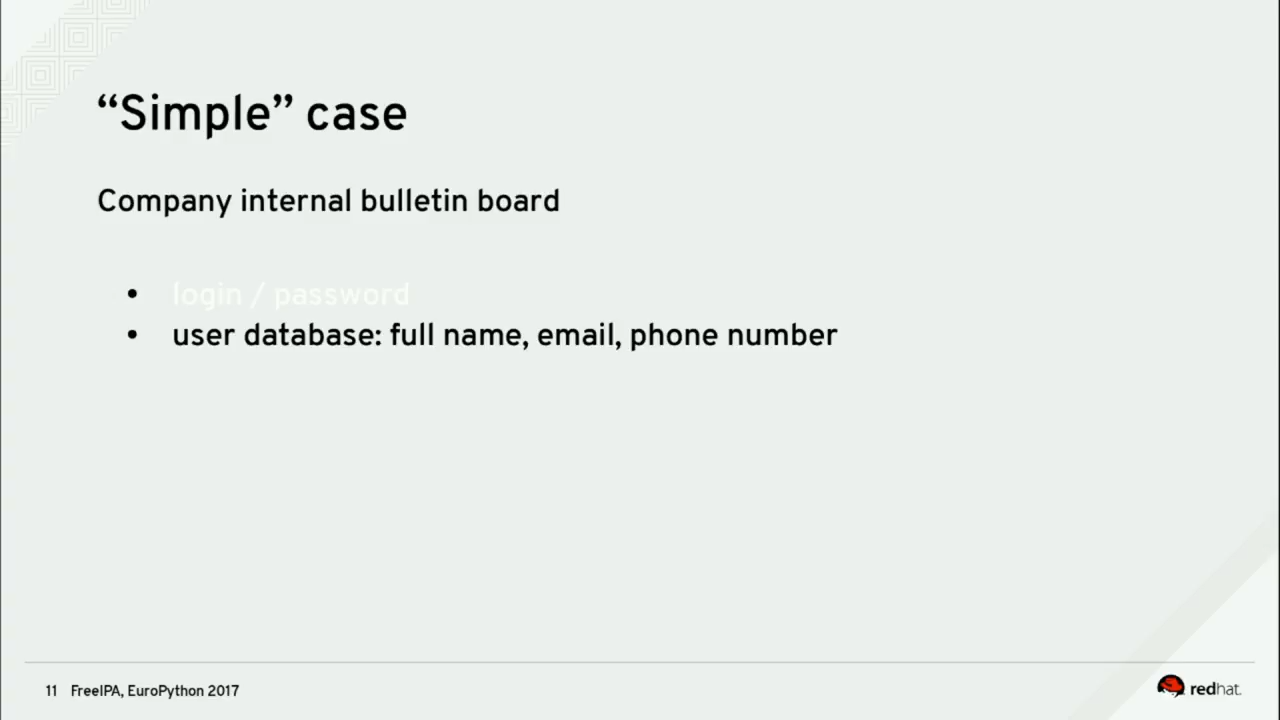 “Simple” case
Company internal bulletin board
• login / password
• user database: full name, email, phone number
11 FreeIPA, EuroPython 2017
redhat.